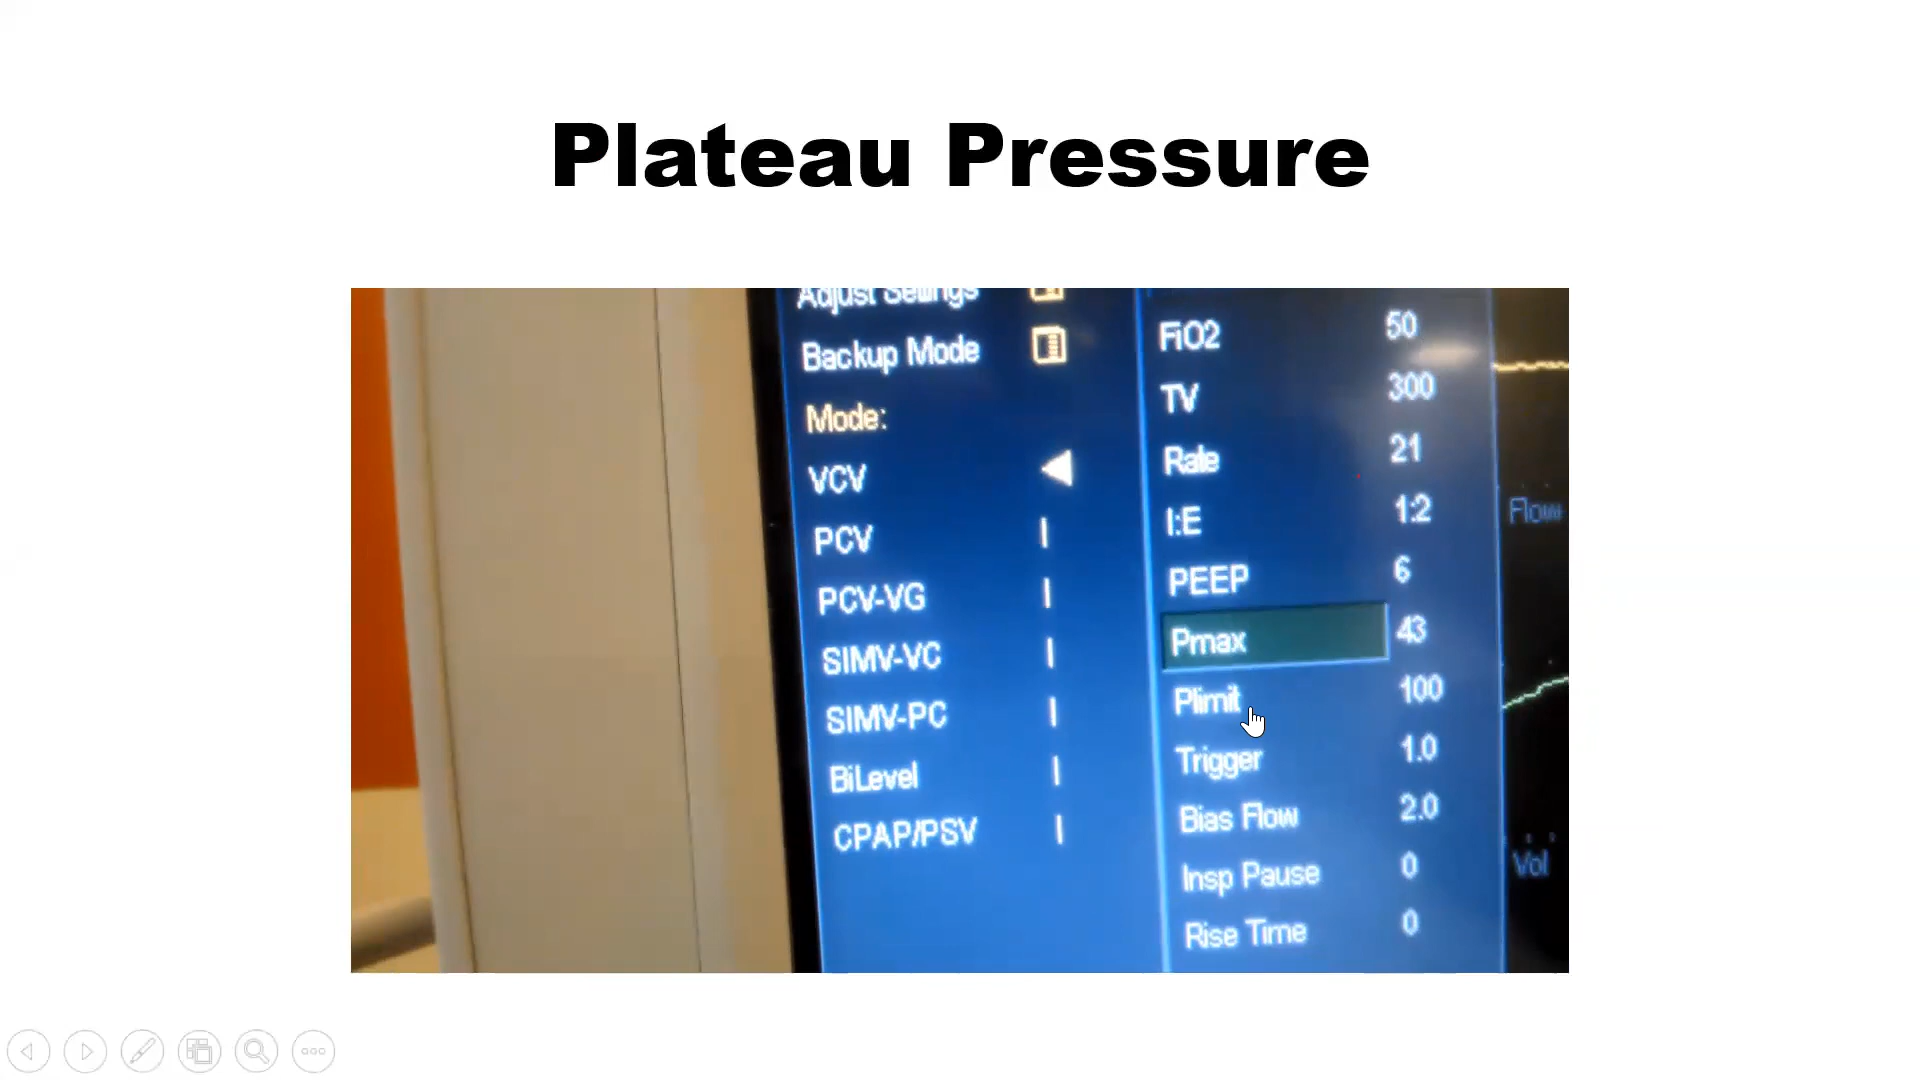 Plateau Pressure
Adjust Settings
Backup Mode
Mode:
VCV
PCV
PCV-VG
SIMV-VC
SIMV-PC
BiLevel
CPAP/PSV
FiO2 50
TV 300
Rate 21
I:E 1:2
PEEP 6
Pmax 43
Plimit 100
Trigger 1.0
Bias Flow 2.0
Insp Pause 0
Rise Time 0
Flow
Vol